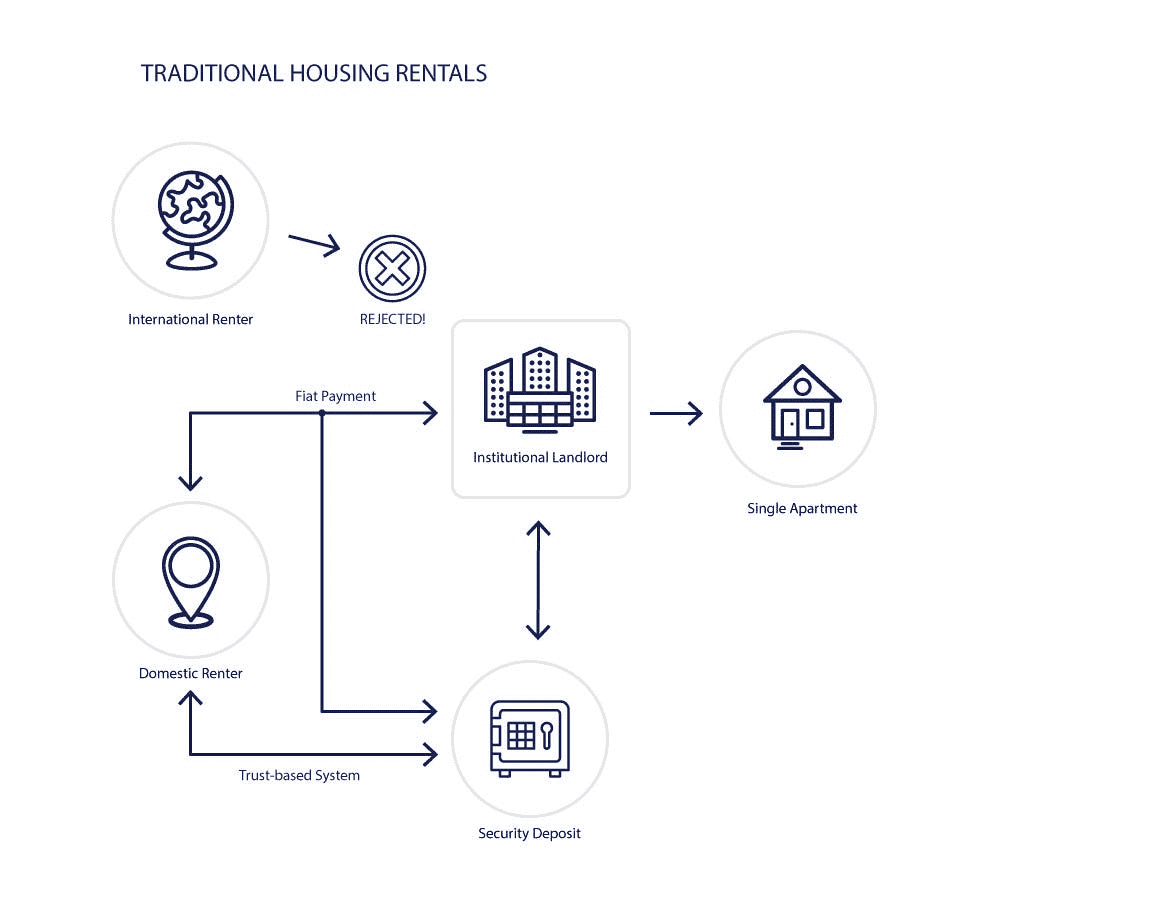 TRADITIONAL HOUSING RENTALS
International Renter
REJECTED!
Fiat Payment
Institutional Landlord
Single Apartment
Domestic Renter
Trust-based System
Security Deposit